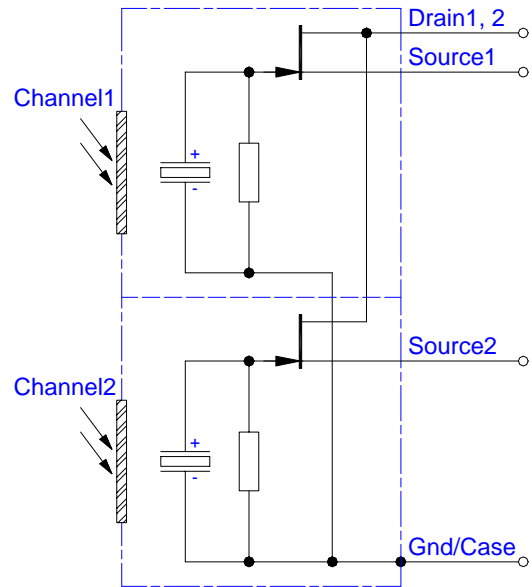 Drain1, 2
Source1
Channel1
+
-
Source2
Channel2
+
-
Gnd/Case